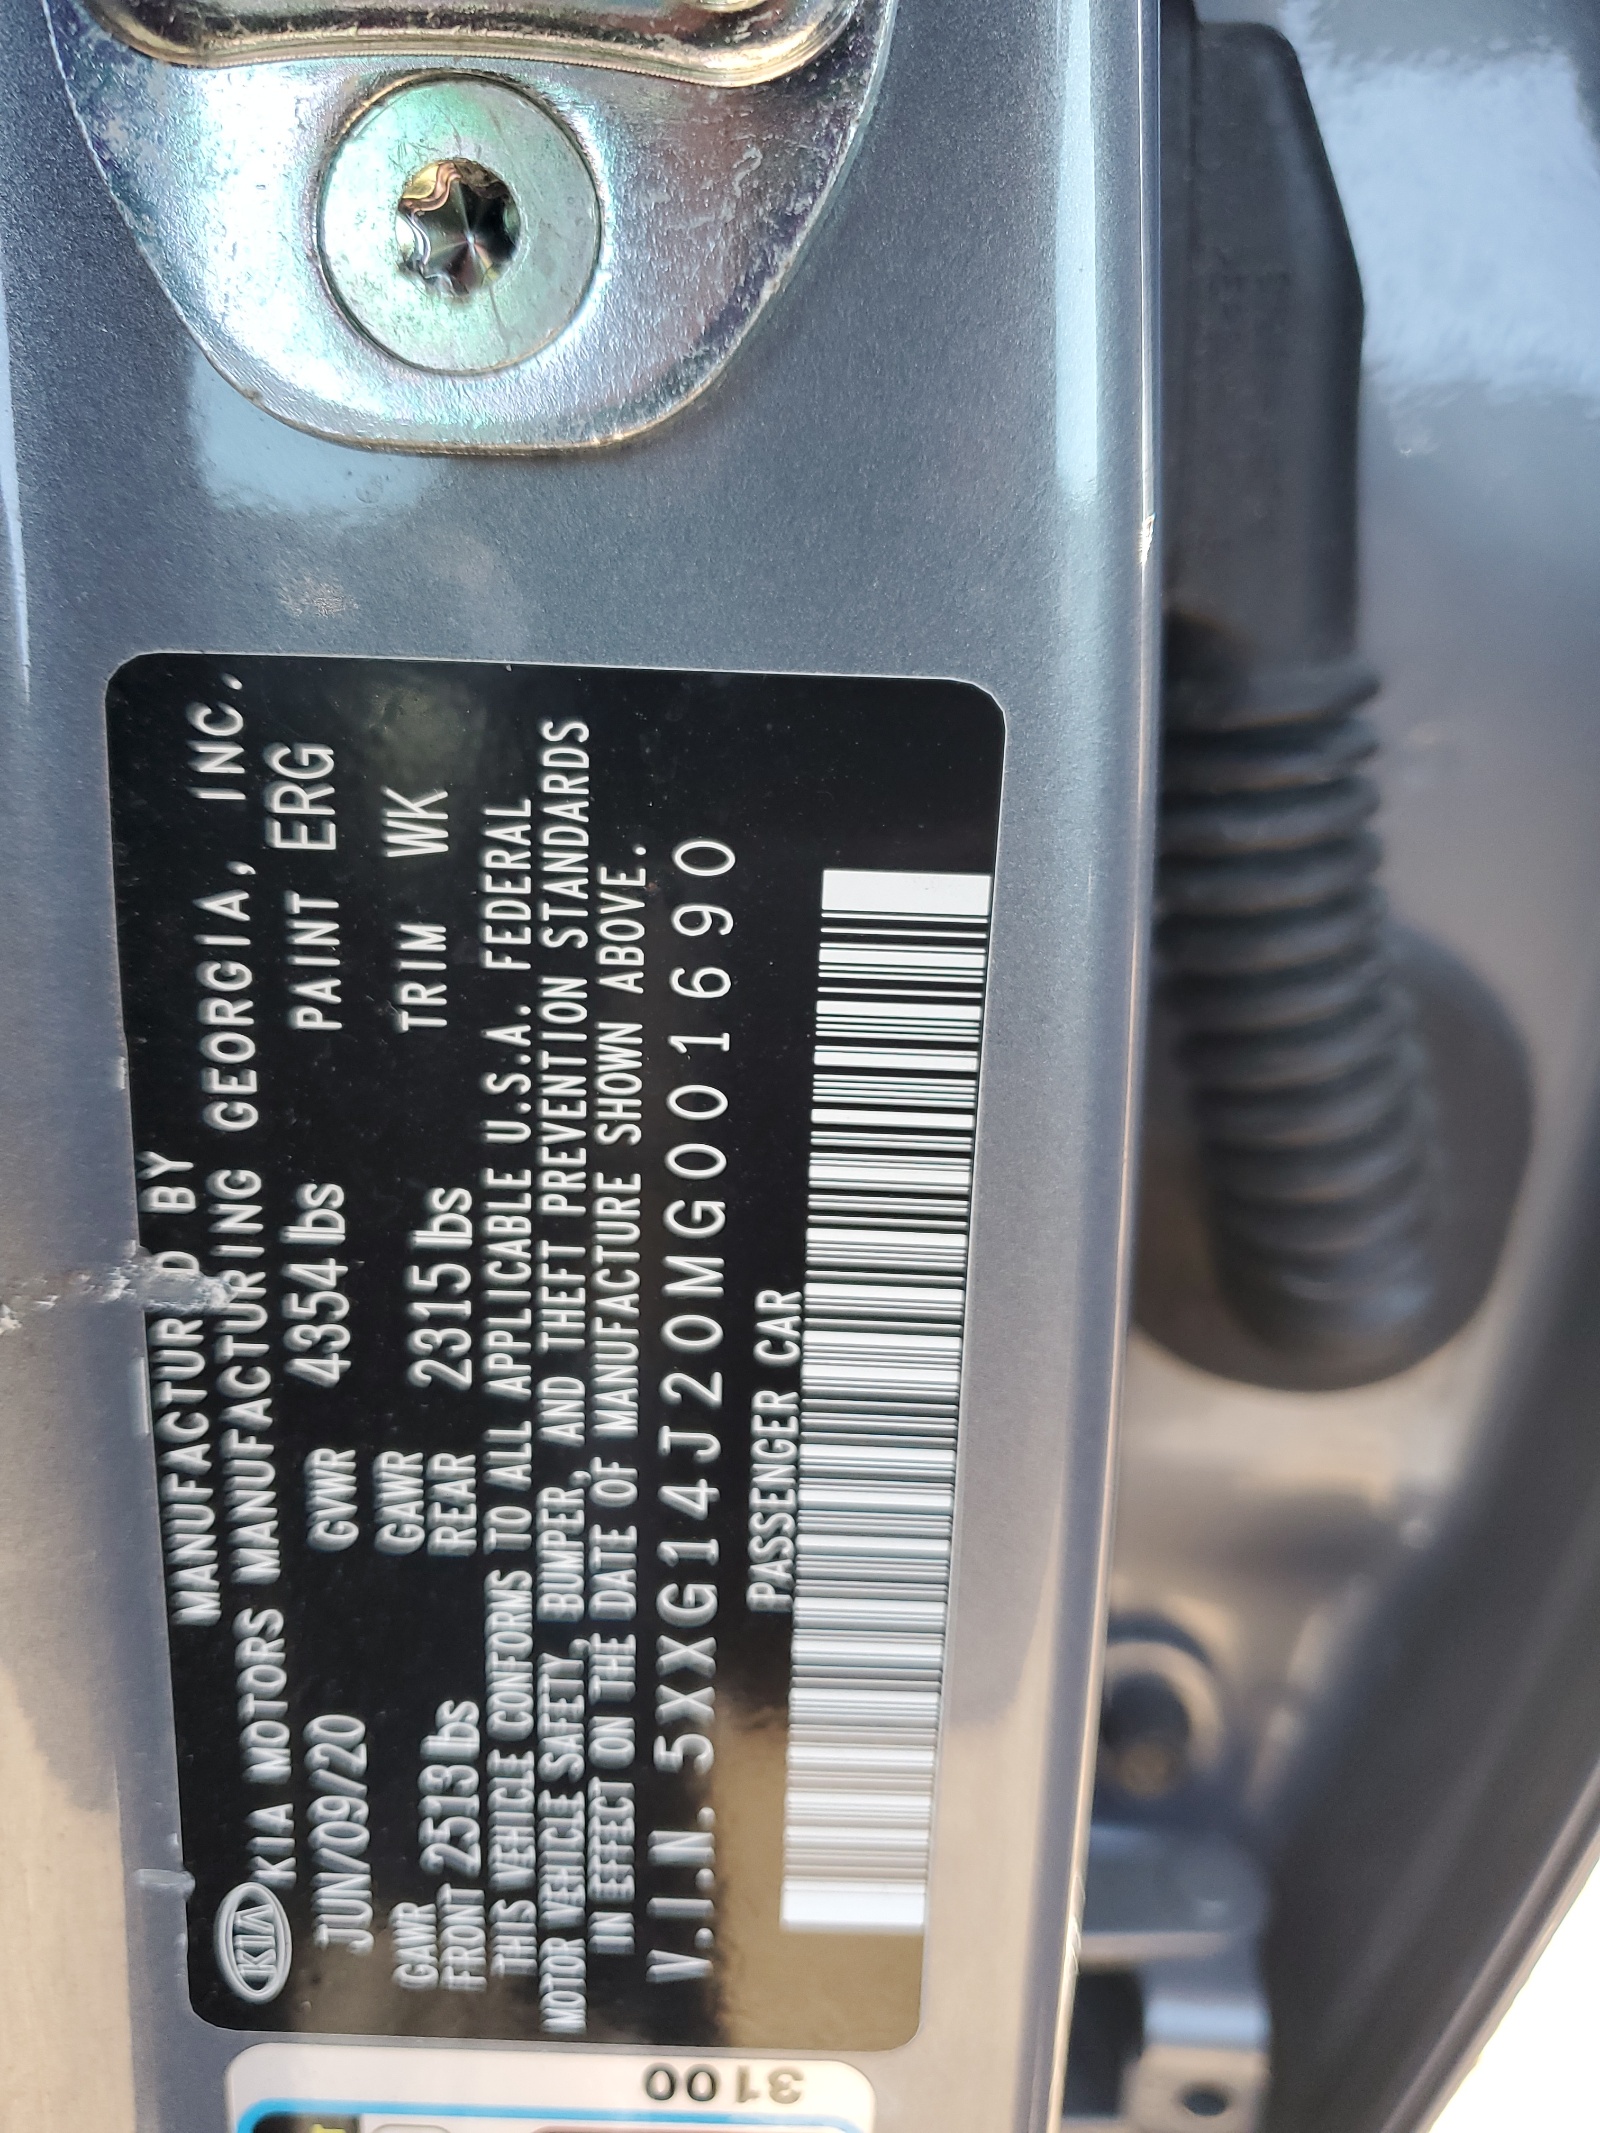 MANUFACTUR D BY
KIA KIA MOTORS MANUFACTURING GEORGIA, INC.
JUN/09/20 GVWR 4354 lbs PAINT ERG
GAWR FRONT 2513 lbs GAWR REAR 2315 lbs TRIM WK
THIS VEHICLE CONFORMS TO ALL APPLICABLE U.S.A. FEDERAL
MOTOR VEHICLE SAFETY, BUMPER, AND THEFT PREVENTION STANDARDS
IN EFFECT ON THE DATE OF MANUFACTURE SHOWN ABOVE.
V.I.N. 5XXG14J20MG001690
PASSENGER CAR
3100